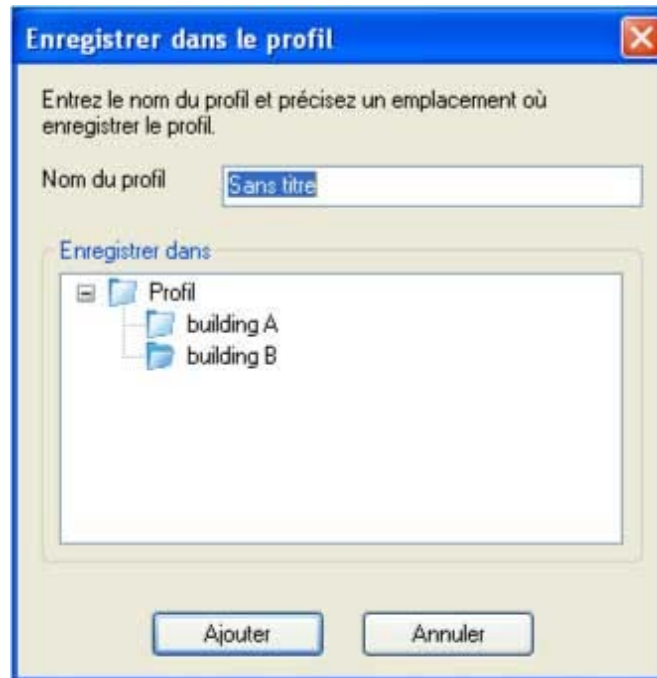 Enregistrer dans le profil
Entrez le nom du profil et précisez un emplacement où
enregistrer le profil.
Nom du profil
Sans titre
Enregistrer dans
Profil
building A
building B
Ajouter
Annuler